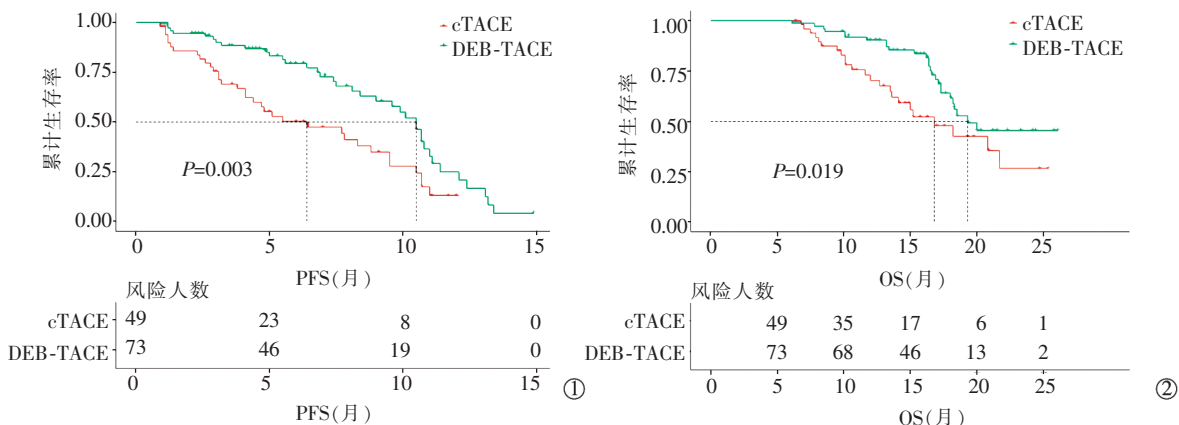 cTACE
DEB-TACE
1.00
0.75
0.50
0.25
0.00
累计生存率
P=0.003
0 5 10 15
PFS(月)
风险人数
cTACE 49 23 8 0
DEB-TACE 73 46 19 0
0 5 10 15
PFS(月)
①
cTACE
DEB-TACE
1.00
0.75
0.50
0.25
0.00
累计生存率
P=0.019
0 5 10 15 20 25
OS(月)
风险人数
cTACE 49 35 17 6 1
DEB-TACE 73 68 46 13 2
0 5 10 15 20 25
OS(月)
②